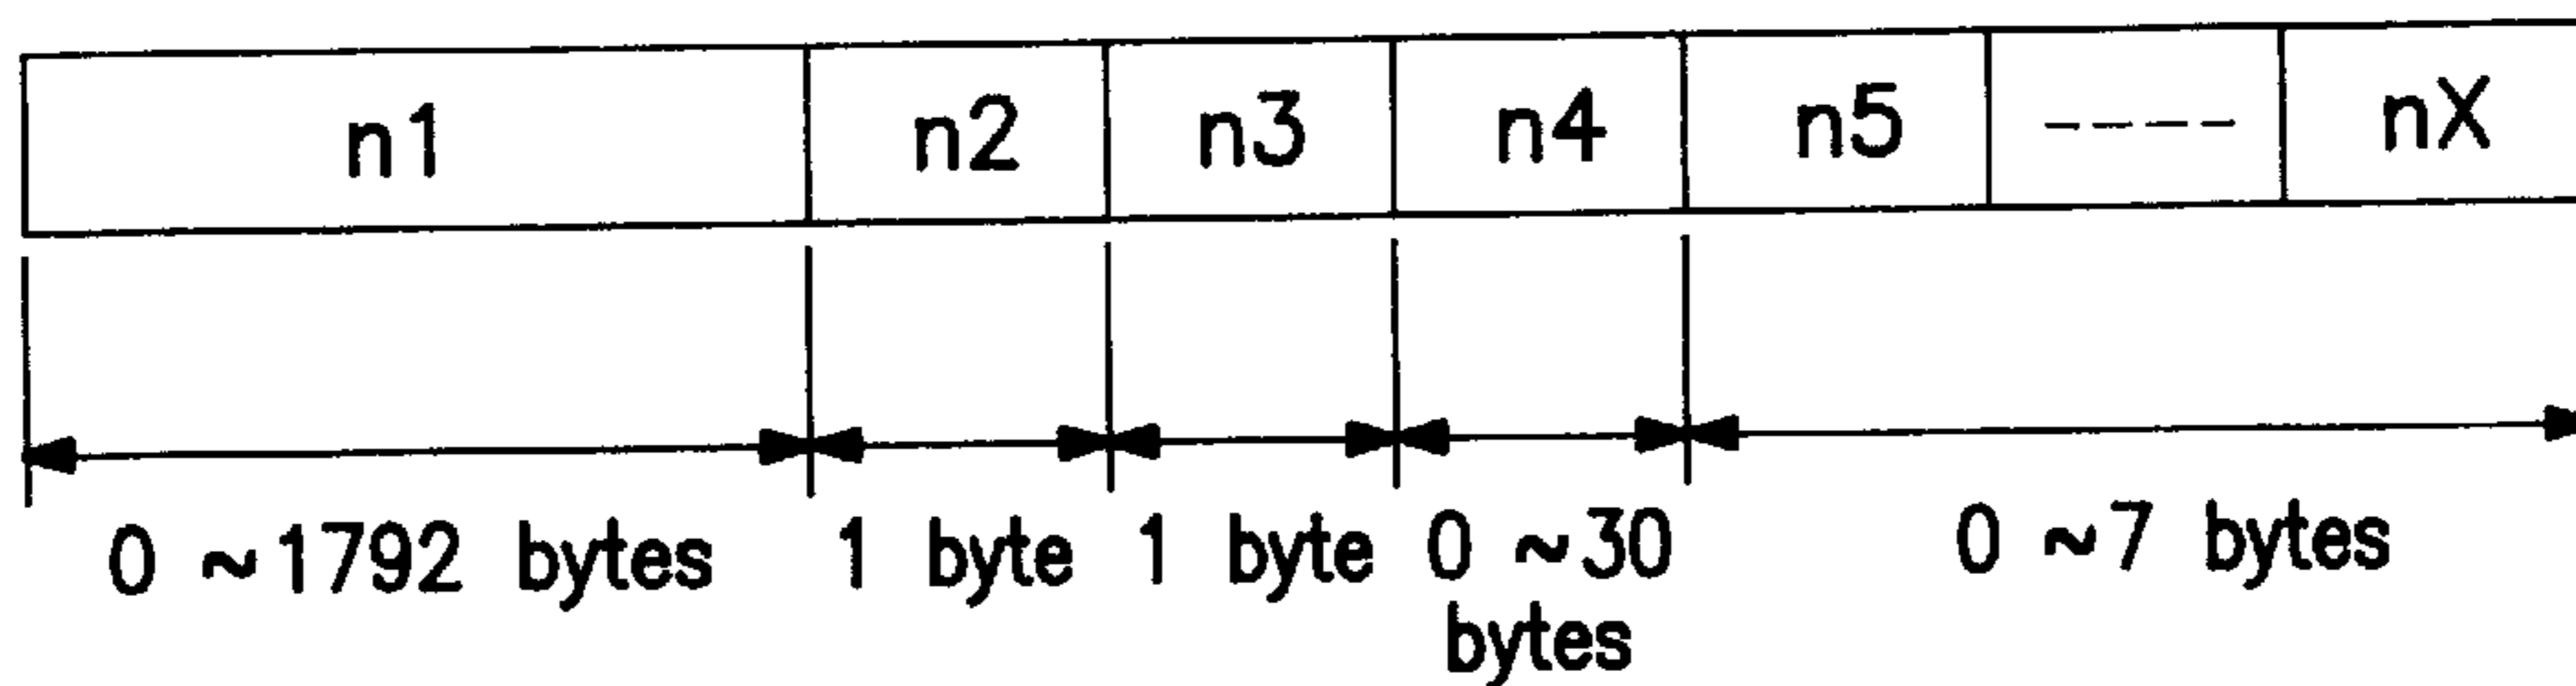 n1 n2 n3 n4 n5 ---- nX
0 ~1792 bytes 1 byte 1 byte 0 ~30 0 ~7 bytes
bytes